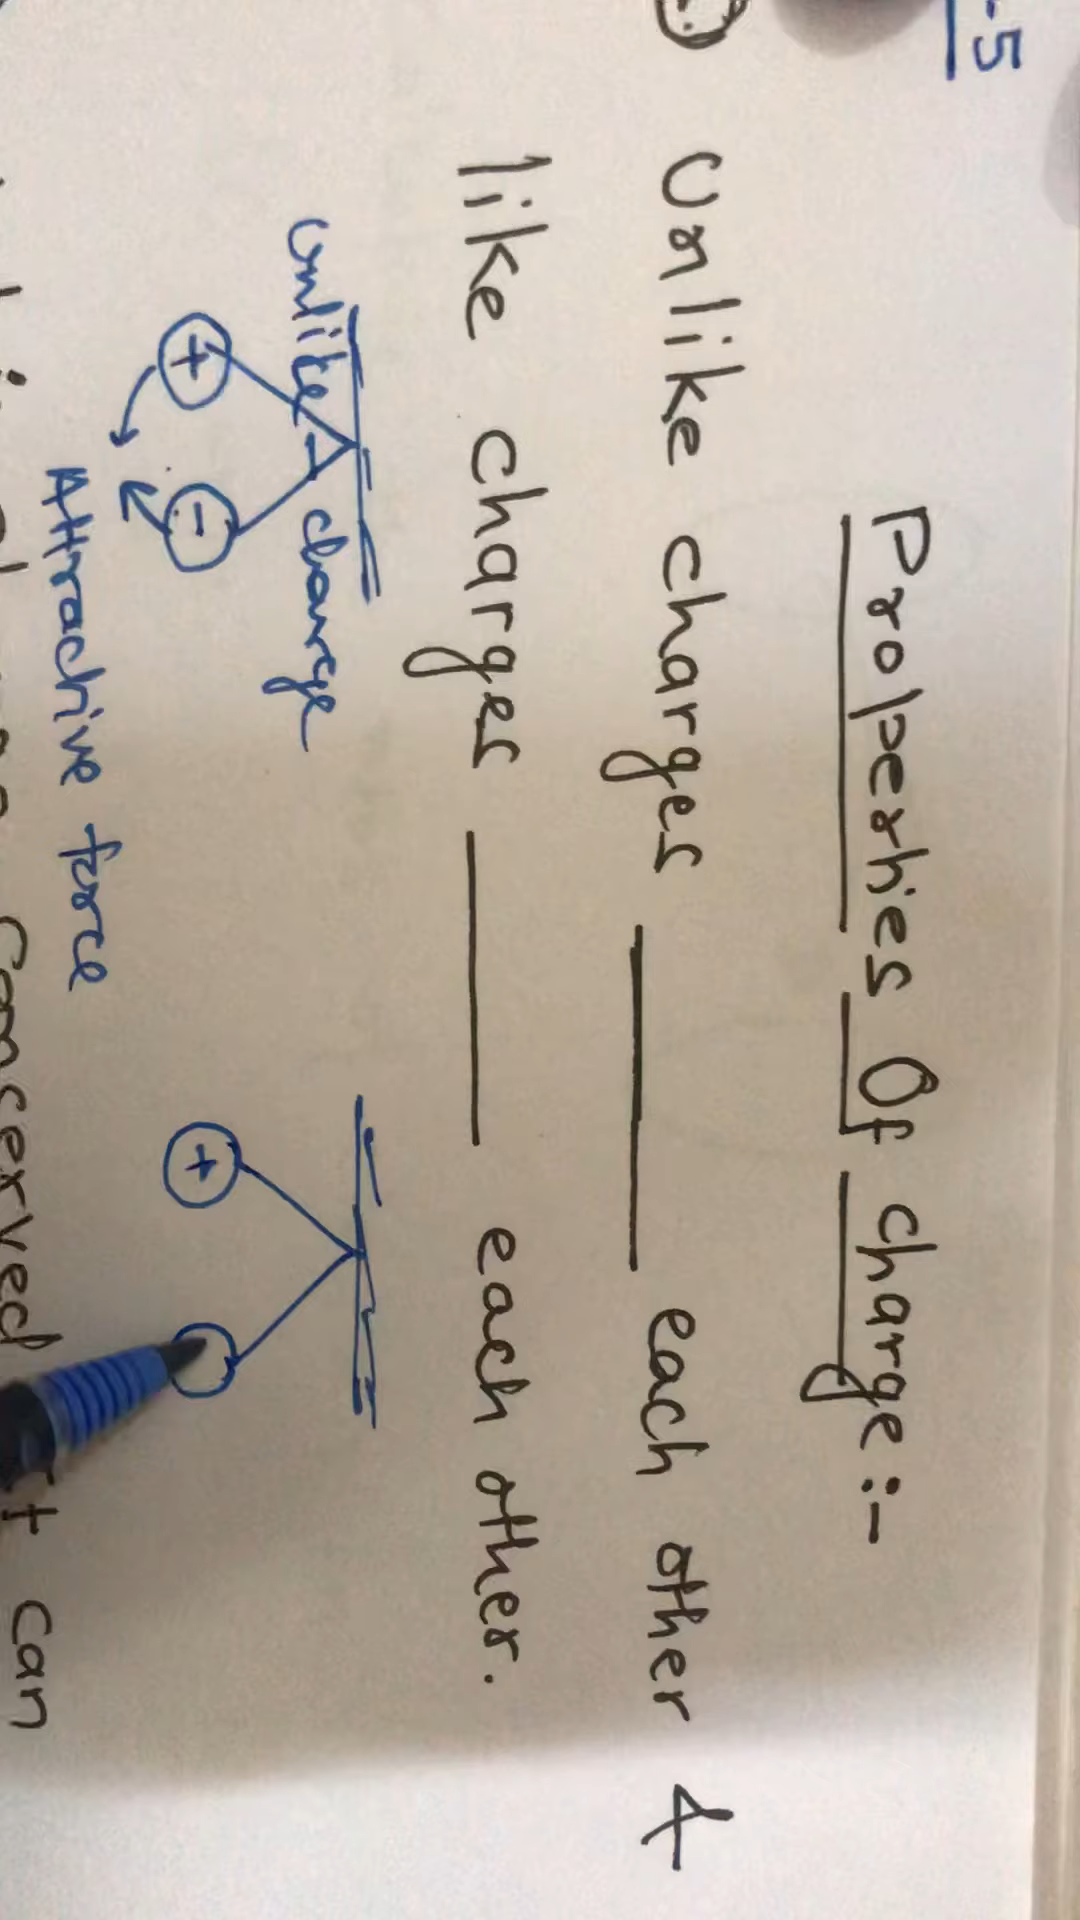 -5
Properties Of charge :-
Unlike charges ______ each other &
like charges ______ each other.
Unlike charge
+ - +
Attractive force
Conserved It can